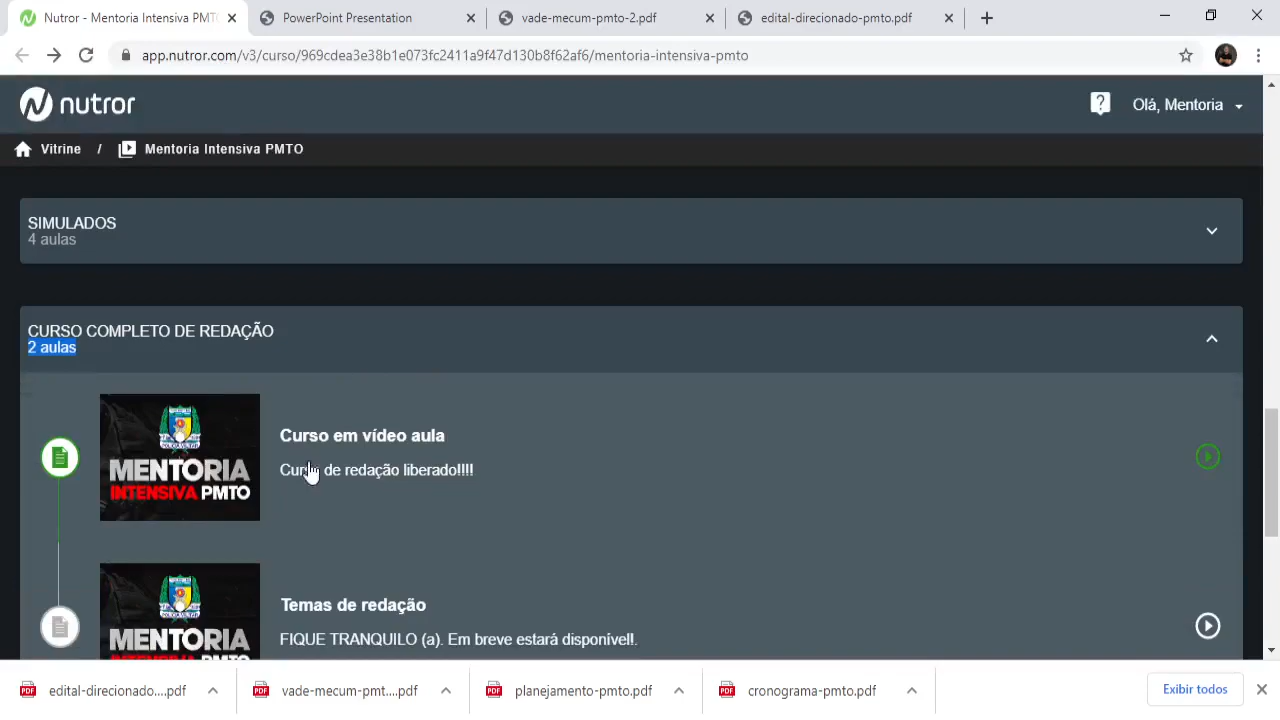 Nutror - Mentoria Intensiva PMT
PowerPoint Presentation
vade-mecum-pmto-2.pdf
edital-direcionado-pmto.pdf
app.nutror.com/v3/curso/969cdea3e38b1e073fc2411a9f47d130b8f62af6/mentoria-intensiva-pmto
nutror
Olá, Mentoria
Vitrine / Mentoria Intensiva PMTO
SIMULADOS
4 aulas
CURSO COMPLETO DE REDAÇÃO
2 aulas
MENTORIA
INTENSIVA PMTO
Curso em vídeo aula
Curso de redação liberado!!!!
MENTORIA
Temas de redação
FIQUE TRANQUILO (a). Em breve estará disponível!.
edital-direcionado....pdf
vade-mecum-pmt....pdf
planejamento-pmto.pdf
cronograma-pmto.pdf
Exibir todos